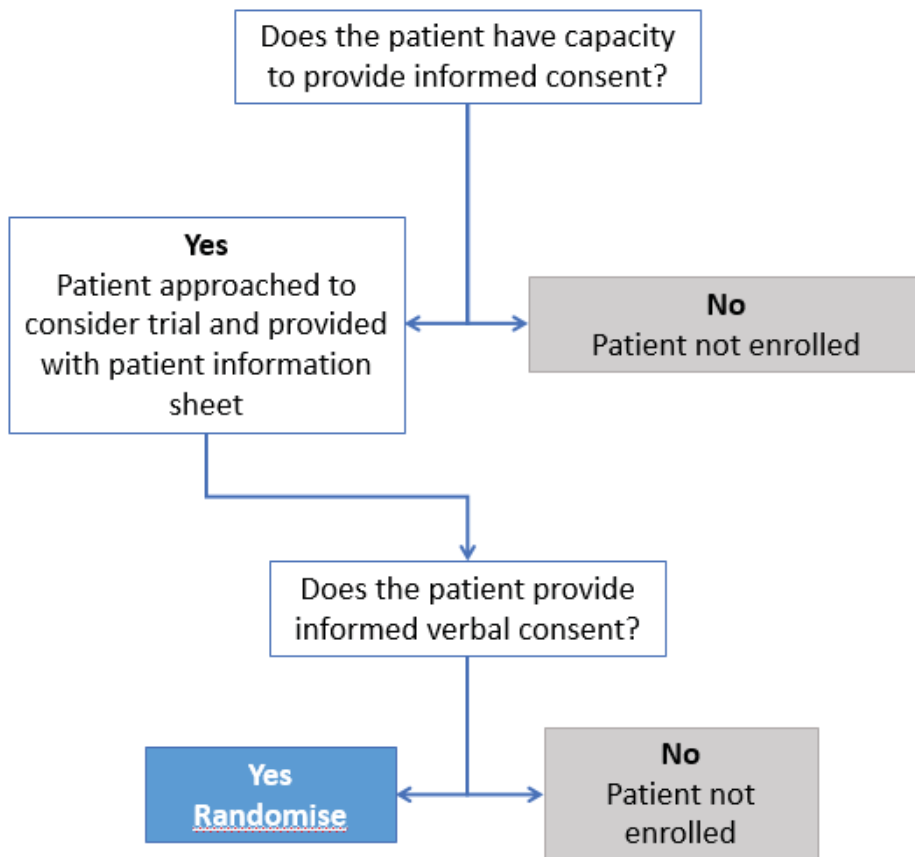 Does the patient have capacity
to provide informed consent?
Yes
Patient approached to
consider trial and provided
with patient information
sheet
No
Patient not enrolled
Does the patient provide
informed verbal consent?
Yes
Randomise
No
Patient not
enrolled